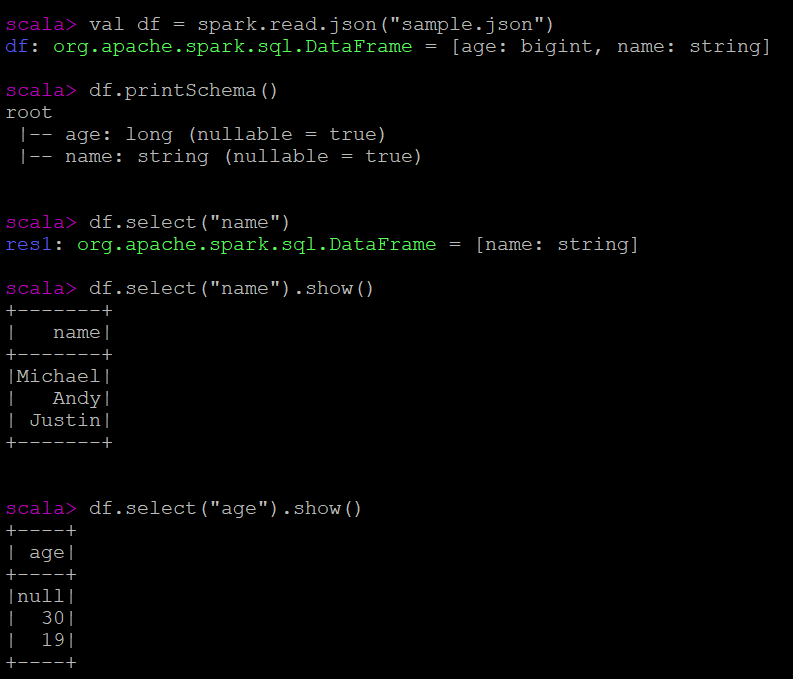 scala> val df = spark.read.json("sample.json")
df: org.apache.spark.sql.DataFrame = [age: bigint, name: string]
scala> df.printSchema()
root
 |-- age: long (nullable = true)
 |-- name: string (nullable = true)
scala> df.select("name")
res1: org.apache.spark.sql.DataFrame = [name: string]
scala> df.select("name").show()
+-------+
|   name|
+-------+
|Michael|
|   Andy|
| Justin|
+-------+
scala> df.select("age").show()
+----+
| age|
+----+
|null|
|  30|
|  19|
+----+